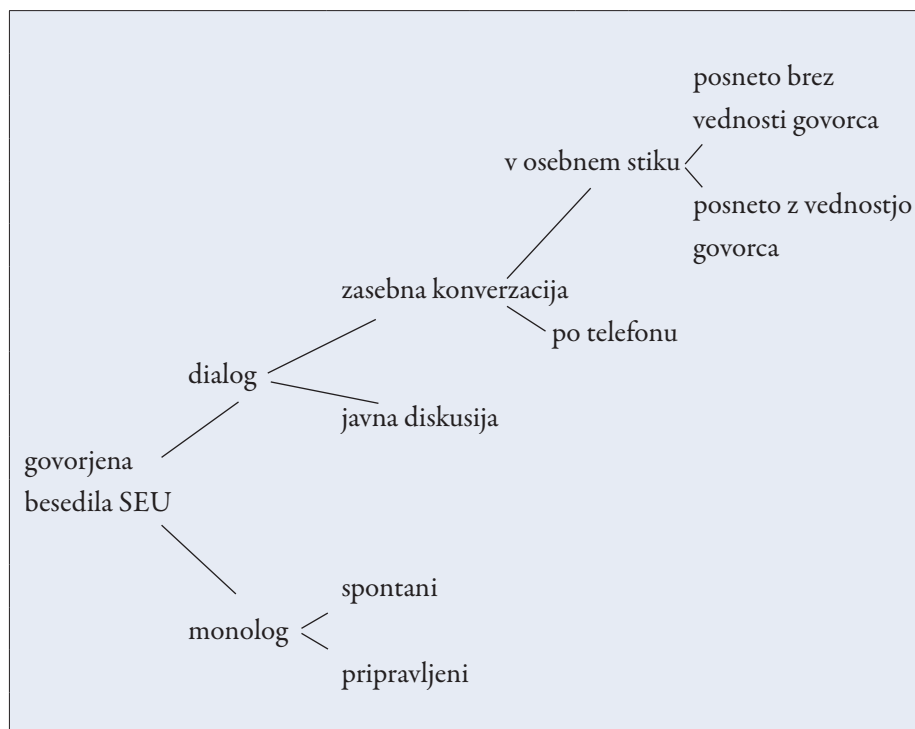 posneto brez
vednosti govorca
v osebnem stiku
posneto z vednostjo
govorca
zasebna konverzacija
po telefonu
dialog
javna diskusija
govorjena
besedila SEU
spontani
monolog
pripravljeni